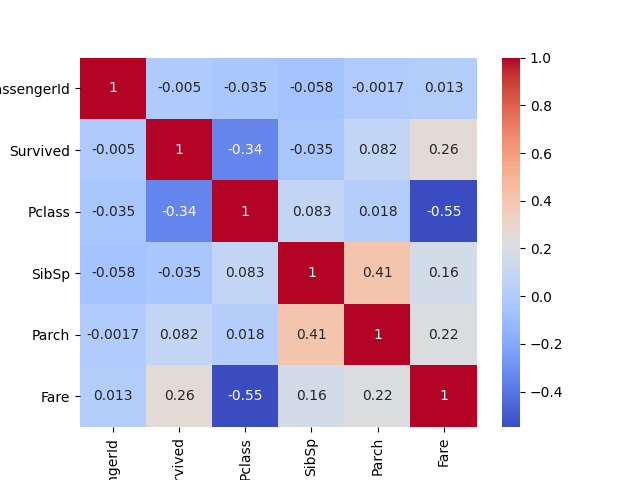 assengerId 1 -0.005 -0.035 -0.058 -0.0017 0.013
Survived -0.005 1 -0.34 -0.035 0.082 0.26
Pclass -0.035 -0.34 1 0.083 0.018 -0.55
SibSp -0.058 -0.035 0.083 1 0.41 0.16
Parch -0.0017 0.082 0.018 0.41 1 0.22
Fare 0.013 0.26 -0.55 0.16 0.22 1
ngerId
rvived
Pclass
SibSp
Parch
Fare
1.0
0.8
0.6
0.4
0.2
0.0
−0.2
−0.4